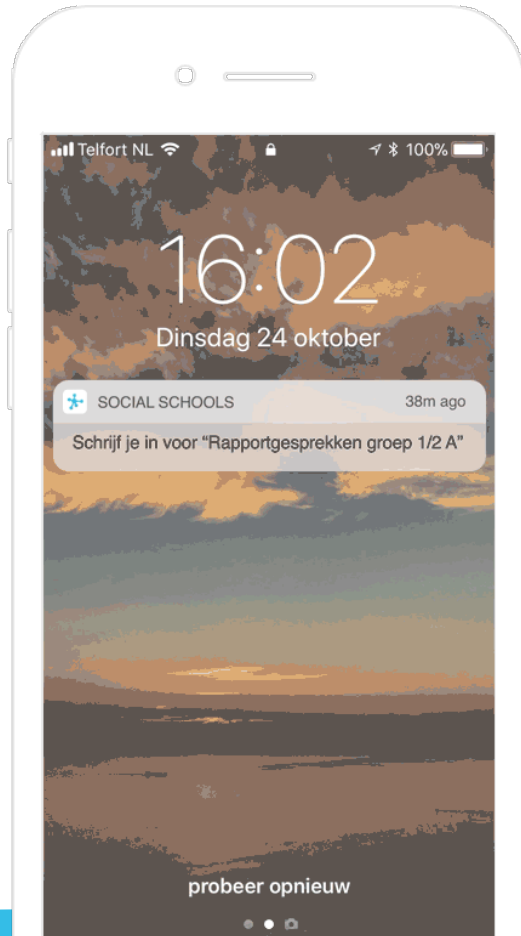 Telfort NL 100%
16:02
Dinsdag 24 oktober
SOCIAL SCHOOLS 38m ago
Schrijf je in voor “Rapportgesprekken groep 1/2 A”
probeer opnieuw